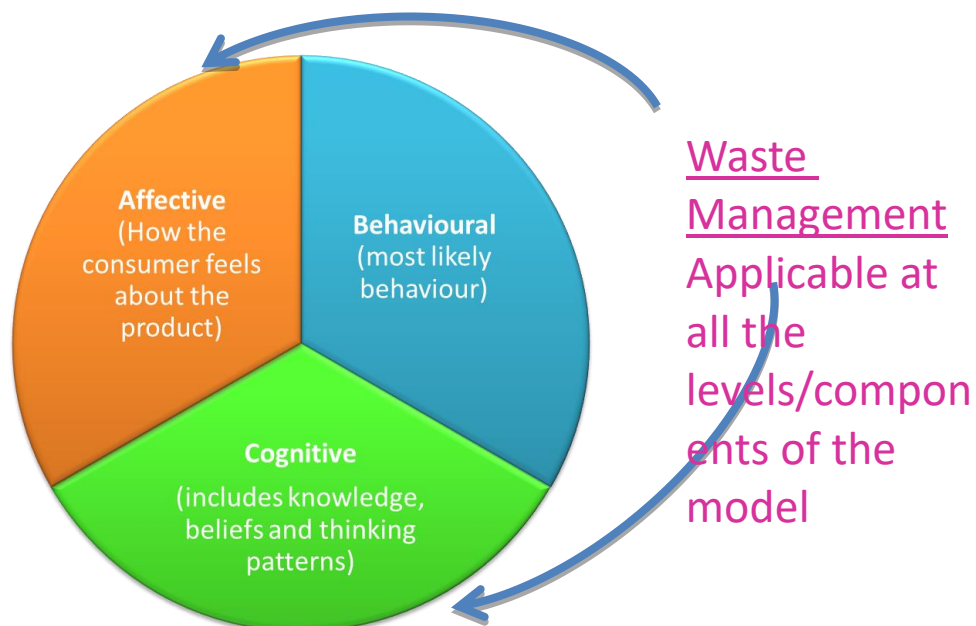 Affective
(How the
consumer feels
about the
product)
Behavioural
(most likely
behaviour)
Cognitive
(includes knowledge,
beliefs and thinking
patterns)
Waste
Management
Applicable at
all the
levels/compon
ents of the
model